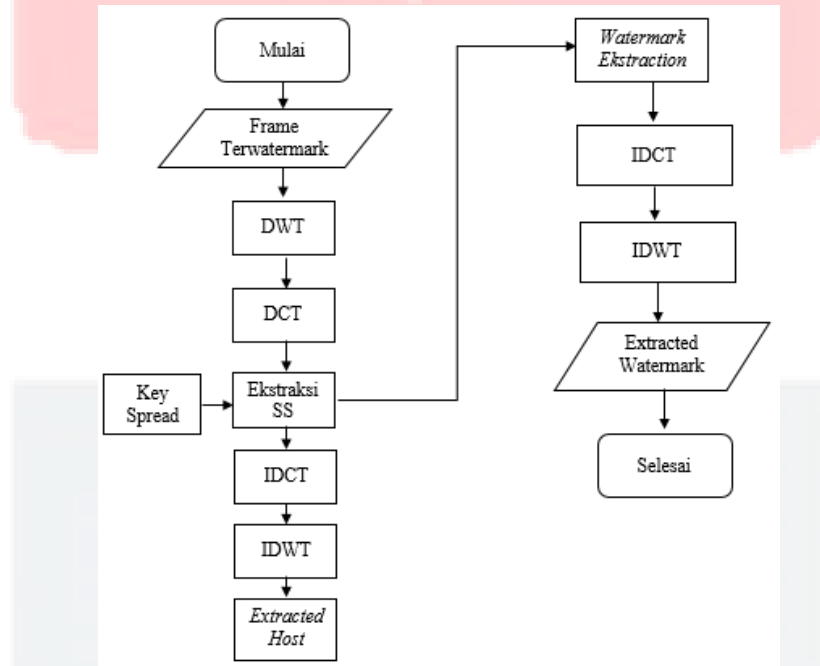 Mulai
Frame
Terwatermark
DWT
DCT
Key
Spread
Ekstraksi
SS
IDCT
IDWT
Extracted
Host
Watermark
Ekstraction
IDCT
IDWT
Extracted
Watermark
Selesai